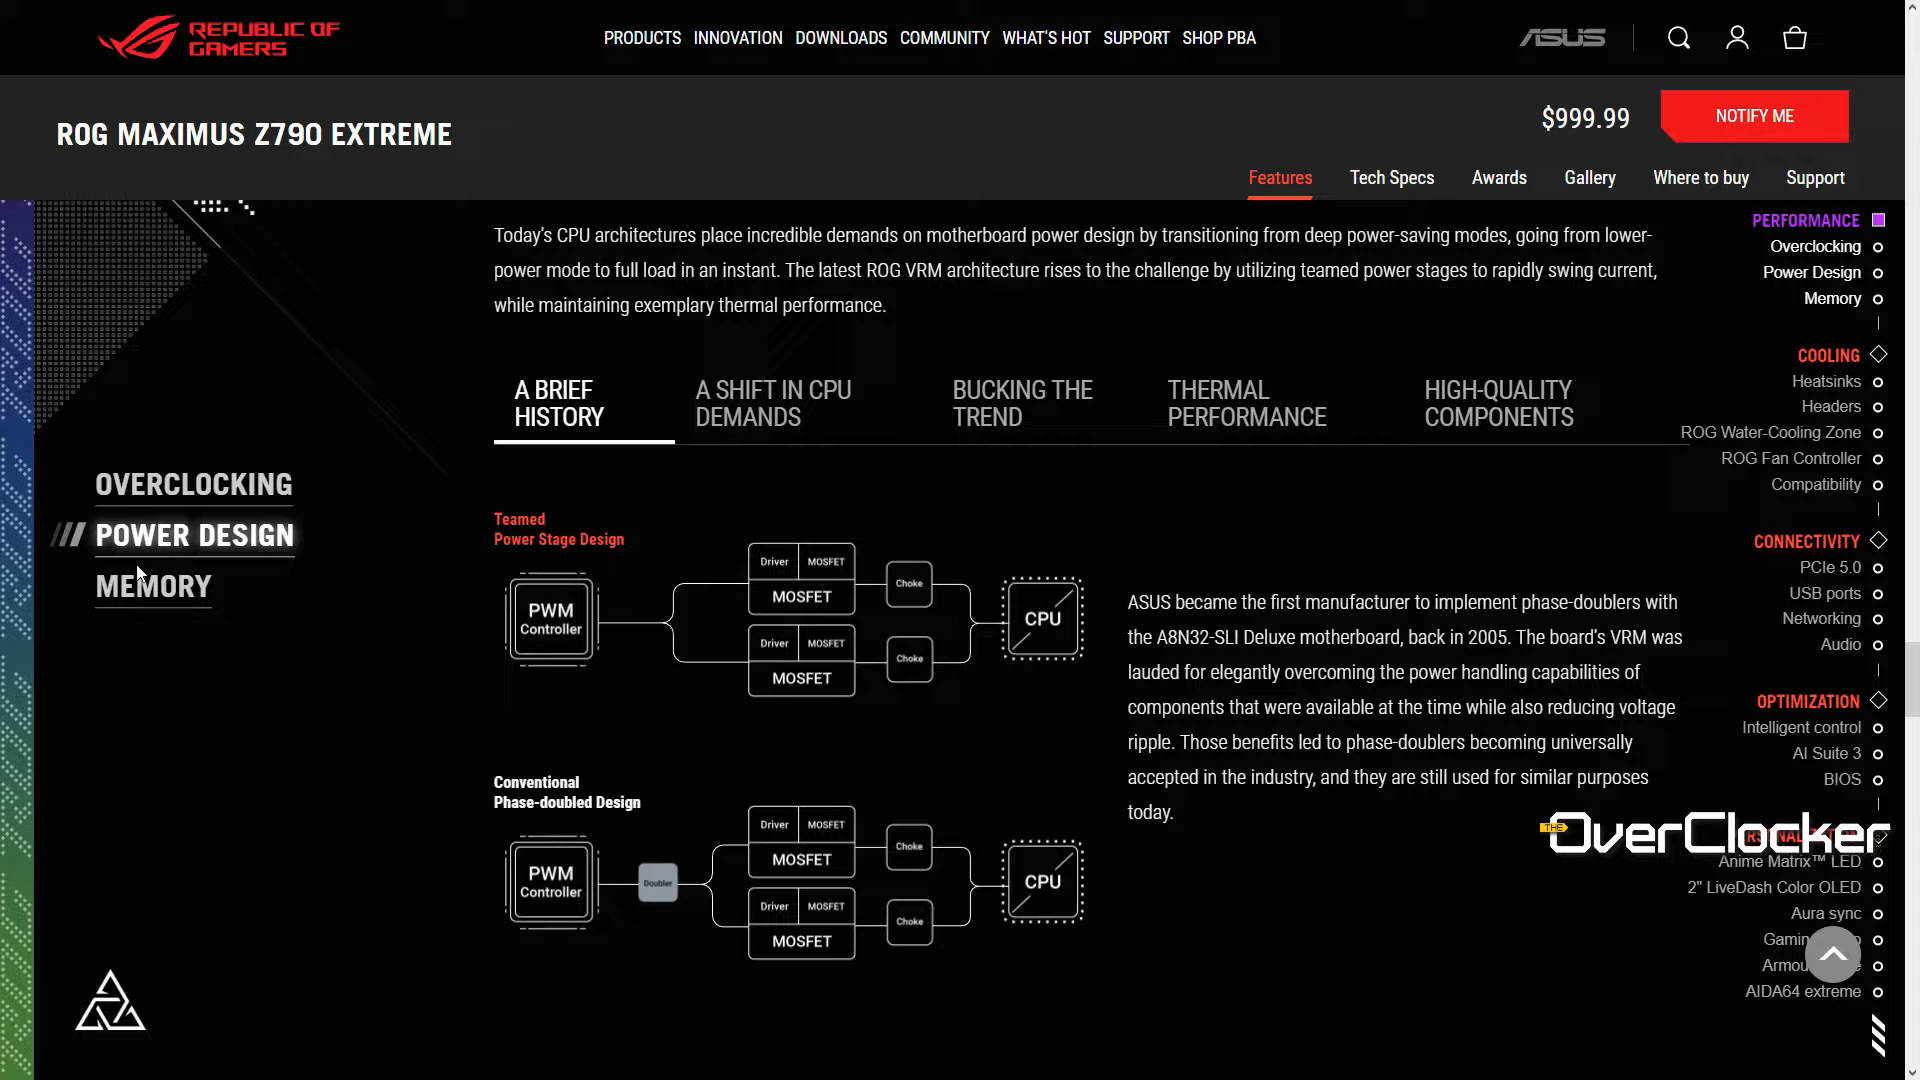 REPUBLIC OF
GAMERS
PRODUCTS INNOVATION DOWNLOADS COMMUNITY WHAT'S HOT SUPPORT SHOP PBA
ASUS
ROG MAXIMUS Z790 EXTREME
$999.99
NOTIFY ME
Features Tech Specs Awards Gallery Where to buy Support
Today's CPU architectures place incredible demands on motherboard power design by transitioning from deep power-saving modes, going from lower-
power mode to full load in an instant. The latest ROG VRM architecture rises to the challenge by utilizing teamed power stages to rapidly swing current,
while maintaining exemplary thermal performance.
A BRIEF
HISTORY
A SHIFT IN CPU
DEMANDS
BUCKING THE
TREND
THERMAL
PERFORMANCE
HIGH-QUALITY
COMPONENTS
OVERCLOCKING
POWER DESIGN
MEMORY
Teamed
Power Stage Design
PWM
Controller
Driver MOSFET
MOSFET
Choke
Driver MOSFET
MOSFET
Choke
CPU
Conventional
Phase-doubled Design
PWM
Controller
Doubler
Driver MOSFET
MOSFET
Choke
Driver MOSFET
MOSFET
Choke
CPU
ASUS became the first manufacturer to implement phase-doublers with
the A8N32-SLI Deluxe motherboard, back in 2005. The board's VRM was
lauded for elegantly overcoming the power handling capabilities of
components that were available at the time while also reducing voltage
ripple. Those benefits led to phase-doublers becoming universally
accepted in the industry, and they are still used for similar purposes
today.
PERFORMANCE
Overclocking
Power Design
Memory
COOLING
Heatsinks
Headers
ROG Water-Cooling Zone
ROG Fan Controller
Compatibility
CONNECTIVITY
PCIe 5.0
USB ports
Networking
Audio
OPTIMIZATION
Intelligent control
AI Suite 3
BIOS
THE OverClocker
Anime Matrix™ LED
2" LiveDash Color OLED
Aura sync
AIDA64 extreme